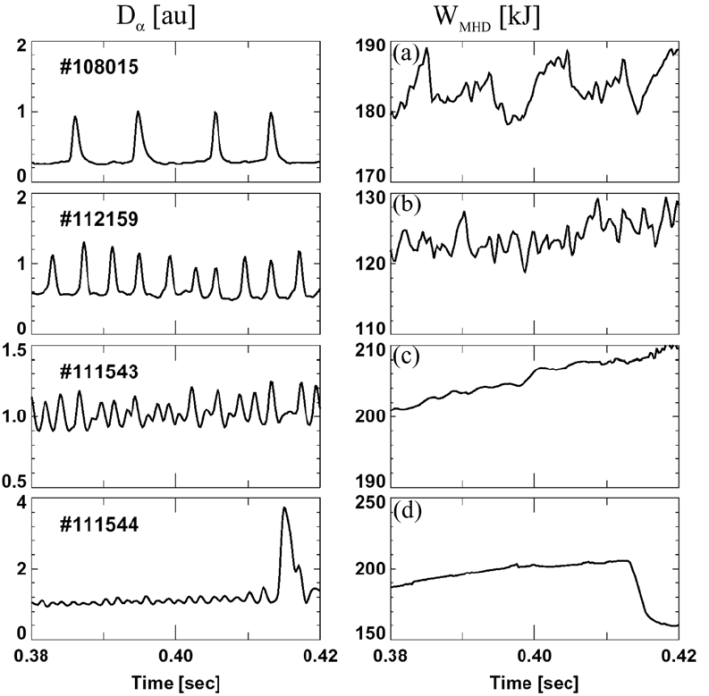 Dα [au] WMHD [kJ]
2 #108015 190 (a)
1 180
0 170
2 #112159 130 (b)
1 120
0 110
1.5 #111543 210 (c)
1.0 200
0.5 190
#111544 250 (d)
4
2 200
0 150
0.38 0.40 0.42 0.38 0.40 0.42
Time [sec] Time [sec]